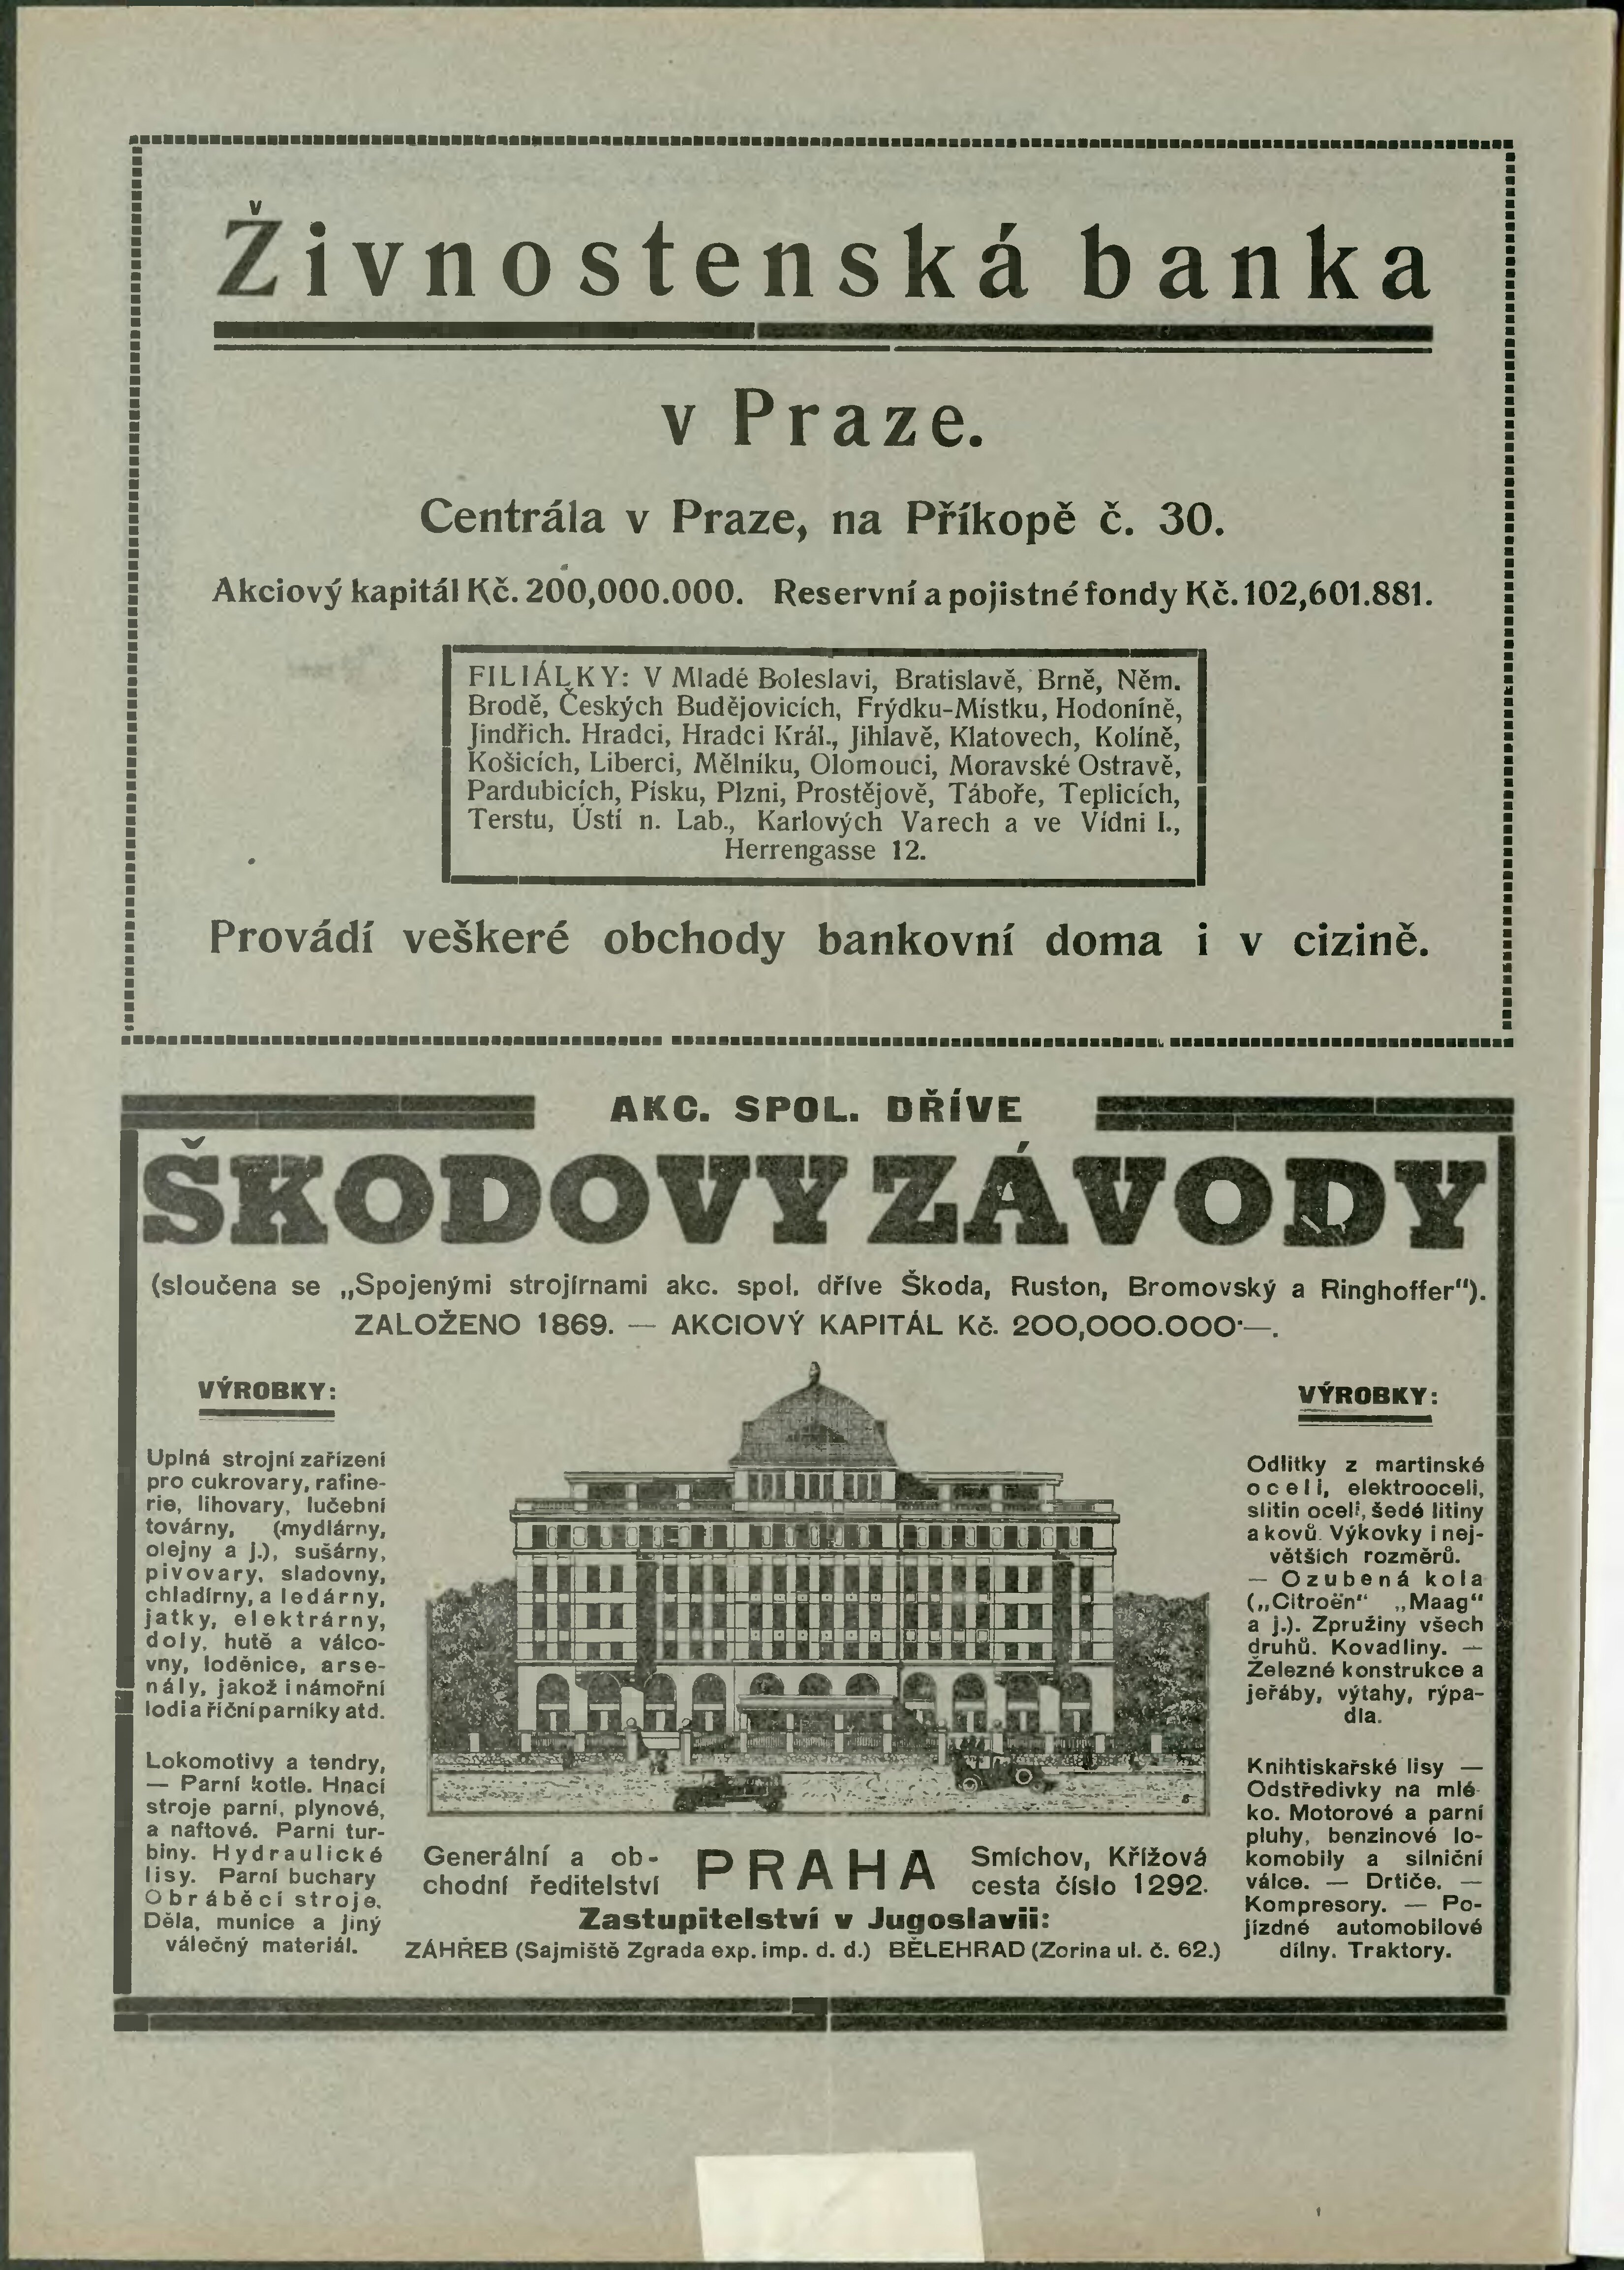 Živnostenská banka
v Praze.
Centrála v Praze, na Příkopě č. 30.
Akciový kapitál Kč. 200,000.000. Reservní a pojistné fondy Kč. 102,601.881.
FILIÁLKY: V Mladé Boleslavi, Bratislavě, Brně, Něm.
Brodě, Českých Budějovicích, Frýdku-Místku, Hodoníně,
Jindřich. Hradci, Hradci Král., Jihlavě, Klatovech, Kolíně,
Košicích, Liberci, Mělníku, Olomouci, Moravské Ostravě,
Pardubicích, Písku, Plzni, Prostějově, Táboře, Teplicích,
Terstu, Ústí n. Lab., Karlových Varech a ve Vídni I.,
Herrengasse 12.
Provádí veškeré obchody bankovní doma i v cizině.
AKC. SPOL. DŘÍVE
ŠKODOVY ZÁVODY
(sloučena se „Spojenými strojírnami akc. spol. dříve Škoda, Ruston, Bromovský a Ringhoffer").
ZALOŽENO 1869. — AKCIOVÝ KAPITÁL Kč. 200,000.000·—.
VÝROBKY:
Uplná strojní zařízení
pro cukrovary, rafine-
rie, lihovary, lučební
továrny, (mydlárny,
olejny a j.), sušárny,
pivovary, sladovny,
chladírny, a ledárny,
jatky, elektrárny,
doly, hutě a válco-
vny, loděnice, arse-
nály, jakož i námořní
lodi a říční parníky atd.
Lokomotivy a tendry,
— Parní kotle. Hnací
stroje parní, plynové,
a naftové. Parní tur-
biny. Hydraulické
lisy. Parní buchary
Obráběcí stroje.
Děla, munice a jiný
válečný materiál.
VÝROBKY:
Odlitky z martinské
oceli, elektrooceli,
slitin oceli, šedé litiny
a kovů. Výkovky i nej-
větších rozměrů.
— Ozubená kola
(„Citroën" „Maag"
a j.). Zpružiny všech
druhů. Kovadliny. —
Železné konstrukce a
jeřáby, výtahy, rýpa-
dla.
Knihtiskařské lisy —
Odstředivky na mlé-
ko. Motorové a parní
pluhy, benzinové lo-
komobily a silniční
válce. — Drtiče. —
Kompresory. — Po-
jízdné automobilové
dílny. Traktory.
Generální a ob-
chodní ředitelství
PRAHA
Smíchov, Křížová
cesta číslo 1292.
Zastupitelství v Jugoslavii:
ZÁHŘEB (Sajmiště Zgrada exp. imp. d. d.) BĚLEHRAD (Zorina ul. č. 62.)